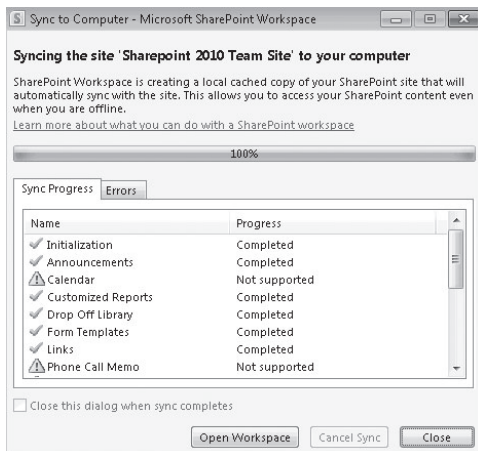 Sync to Computer - Microsoft SharePoint Workspace
Syncing the site 'Sharepoint 2010 Team Site' to your computer
SharePoint Workspace is creating a local cached copy of your SharePoint site that will
automatically sync with the site. This allows you to access your SharePoint content even
when you are offline.
Learn more about what you can do with a SharePoint workspace
100%
Sync Progress Errors
Name Progress
Initialization Completed
Announcements Completed
Calendar Not supported
Customized Reports Completed
Drop Off Library Completed
Form Templates Completed
Links Completed
Phone Call Memo Not supported
Close this dialog when sync completes
Open Workspace Cancel Sync Close